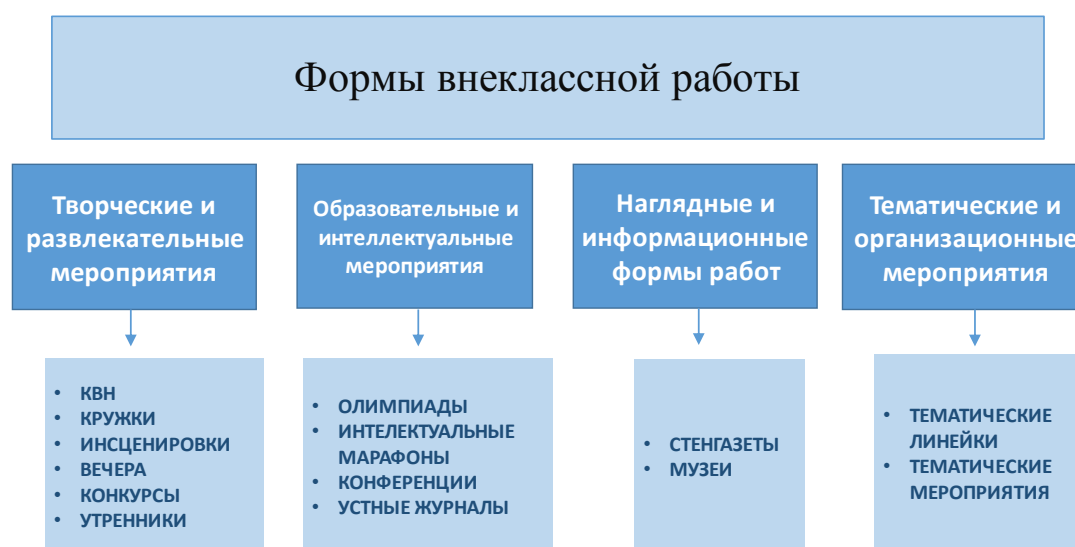 Формы внеклассной работы
Творческие и
развлекательные
мероприятия
Образовательные и
интеллектуальные
мероприятия
Наглядные и
информационные
формы работ
Тематические и
организационные
мероприятия
• КВН
• КРУЖКИ
• ИНСЦЕНИРОВКИ
• ВЕЧЕРА
• КОНКУРСЫ
• УТРЕННИКИ
• ОЛИМПИАДЫ
• ИНТЕЛЕКТУАЛЬНЫЕ
МАРАФОНЫ
• КОНФЕРЕНЦИИ
• УСТНЫЕ ЖУРНАЛЫ
• СТЕНГАЗЕТЫ
• МУЗЕИ
• ТЕМАТИЧЕСКИЕ
ЛИНЕЙКИ
• ТЕМАТИЧЕСКИЕ
МЕРОПРИЯТИЯ